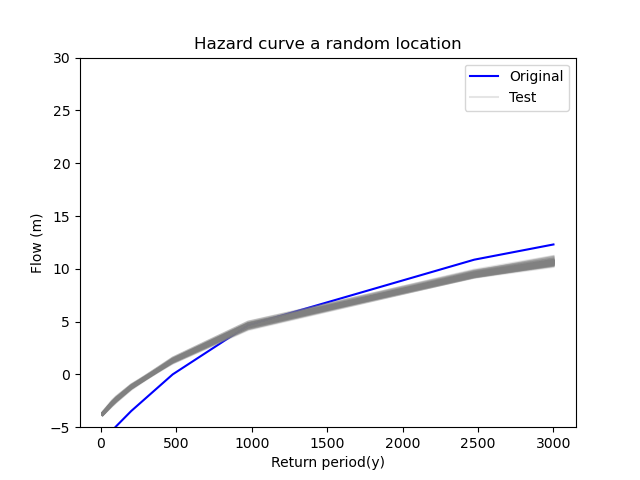 Hazard curve a random location
Original
Test
30
25
20
15
10
5
0
−5
Flow (m)
0 500 1000 1500 2000 2500 3000
Return period(y)